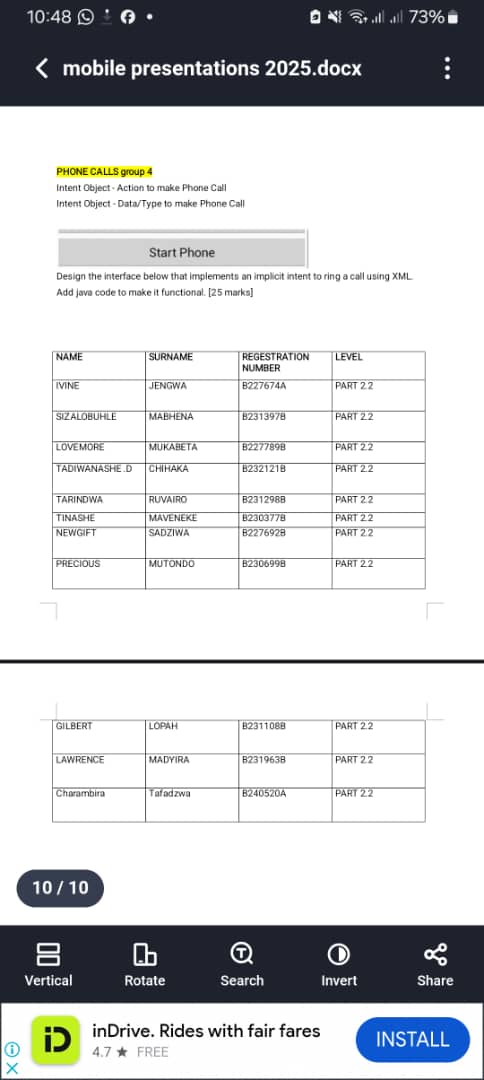 10:48
73%
mobile presentations 2025.docx
PHONE CALLS group 4
Intent Object - Action to make Phone Call
Intent Object - Data/Type to make Phone Call
Start Phone
Design the interface below that implements an implicit intent to ring a call using XML.
Add java code to make it functional. [25 marks]
NAME SURNAME REGESTRATION NUMBER LEVEL
IVINE JENGWA B227674A PART 2.2
SIZALOBUHLE MABHENA B231397B PART 2.2
LOVEMORE MUKABETA B227789B PART 2.2
TADIWANASHE .D CHIHAKA B232121B PART 2.2
TARINDWA RUVAIRO B231298B PART 2.2
TINASHE MAVENEKE B230377B PART 2.2
NEWGIFT SADZIWA B227692B PART 2.2
PRECIOUS MUTONDO B230699B PART 2.2
GILBERT LOPAH B231108B PART 2.2
LAWRENCE MADYIRA B231963B PART 2.2
Charambira Tafadzwa B240520A PART 2.2
10 / 10
Vertical Rotate Search Invert Share
inDrive. Rides with fair fares
4.7 ★ FREE
INSTALL